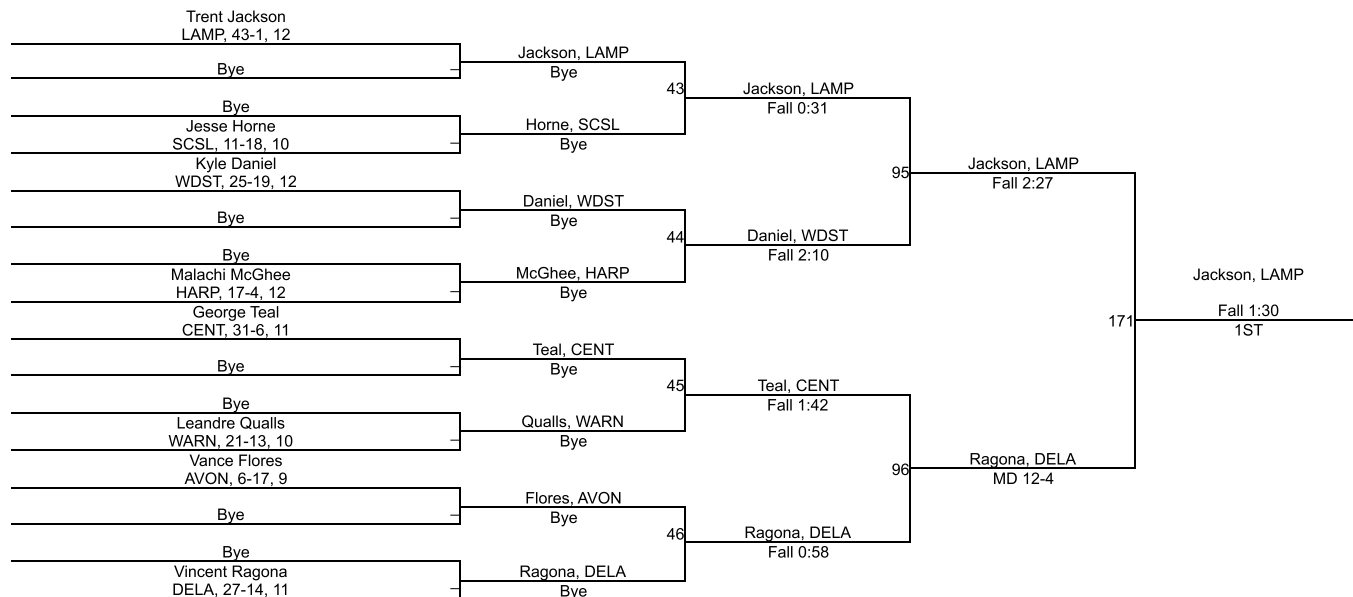 Trent Jackson
LAMP, 43-1, 12
Bye
Bye
Jesse Horne
SCSL, 11-18, 10
Kyle Daniel
WDST, 25-19, 12
Bye
Bye
Malachi McGhee
HARP, 17-4, 12
George Teal
CENT, 31-6, 11
Bye
Bye
Leandre Qualls
WARN, 21-13, 10
Vance Flores
AVON, 6-17, 9
Bye
Bye
Vincent Ragona
DELA, 27-14, 11
Jackson, LAMP
Bye
43
Horne, SCSL
Bye
Daniel, WDST
Bye
44
McGhee, HARP
Bye
Teal, CENT
Bye
45
Qualls, WARN
Bye
Flores, AVON
Bye
46
Ragona, DELA
Bye
Jackson, LAMP
Fall 0:31
95
Daniel, WDST
Fall 2:10
Teal, CENT
Fall 1:42
96
Ragona, DELA
Fall 0:58
Jackson, LAMP
Fall 2:27
171
Ragona, DELA
MD 12-4
Jackson, LAMP
Fall 1:30
1ST